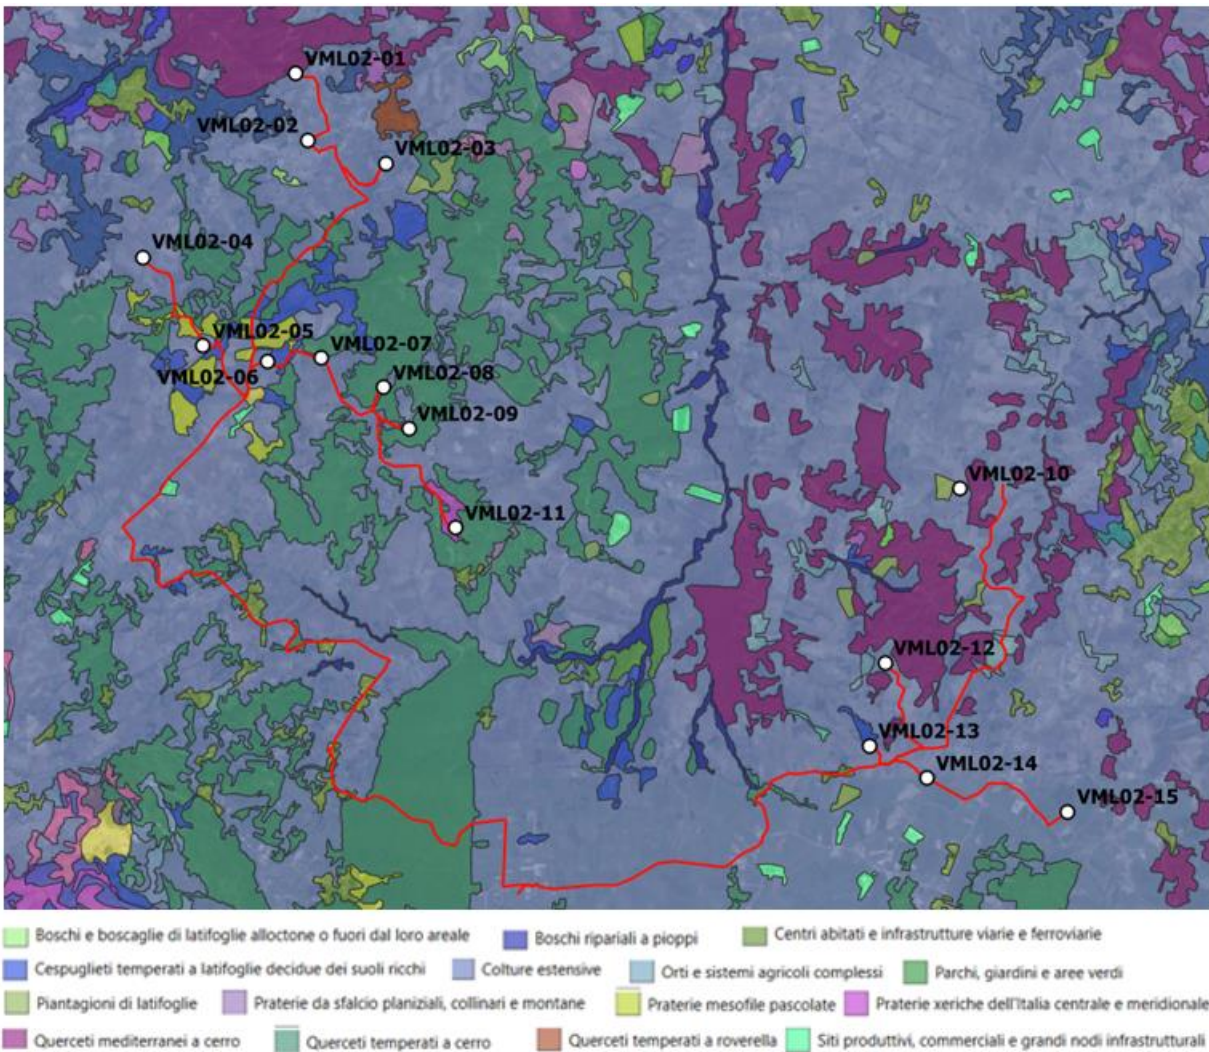 VML02-01
VML02-02
VML02-03
VML02-04
VML02-05
VML02-07
VML02-06
VML02-08
VML02-09
VML02-10
VML02-11
VML02-12
VML02-13
VML02-14
VML02-15
Boschi e boscaglie di latifoglie alloctone o fuori dal loro areale Boschi ripariali a pioppi Centri abitati e infrastrutture viarie e ferroviarie
Cespuglieti temperati a latifoglie decidue dei suoli ricchi Colture estensive Orti e sistemi agricoli complessi Parchi, giardini e aree verdi
Piantagioni di latifoglie Praterie da sfalcio planiziali, collinari e montane Praterie mesofile pascolate Praterie xeriche dell'Italia centrale e meridionale
Querceti mediterranei a cerro Querceti temperati a cerro Querceti temperati a roverella Siti produttivi, commerciali e grandi nodi infrastrutturali